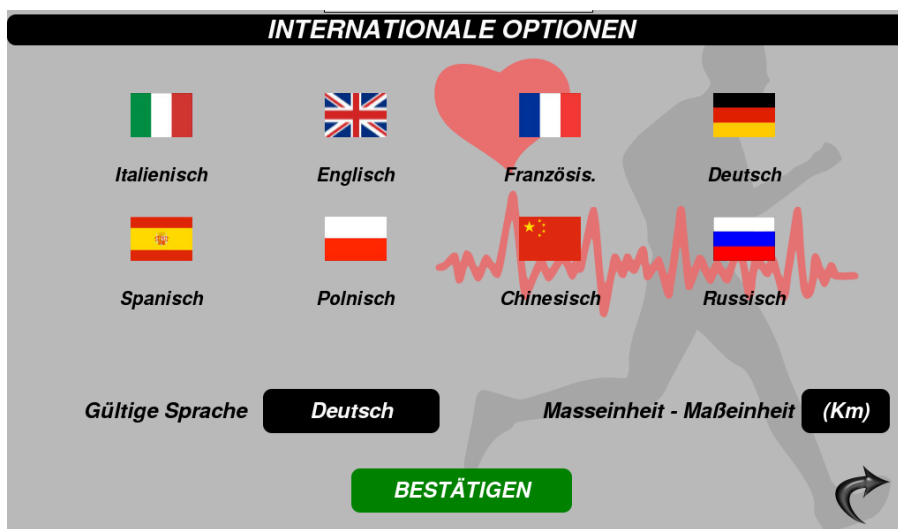 INTERNATIONALE OPTIONEN
Italienisch
Englisch
Französis.
Deutsch
Spanisch
Polnisch
Chinesisch
Russisch
Gültige Sprache
Deutsch
Masseinheit - Maßeinheit
(Km)
BESTÄTIGEN